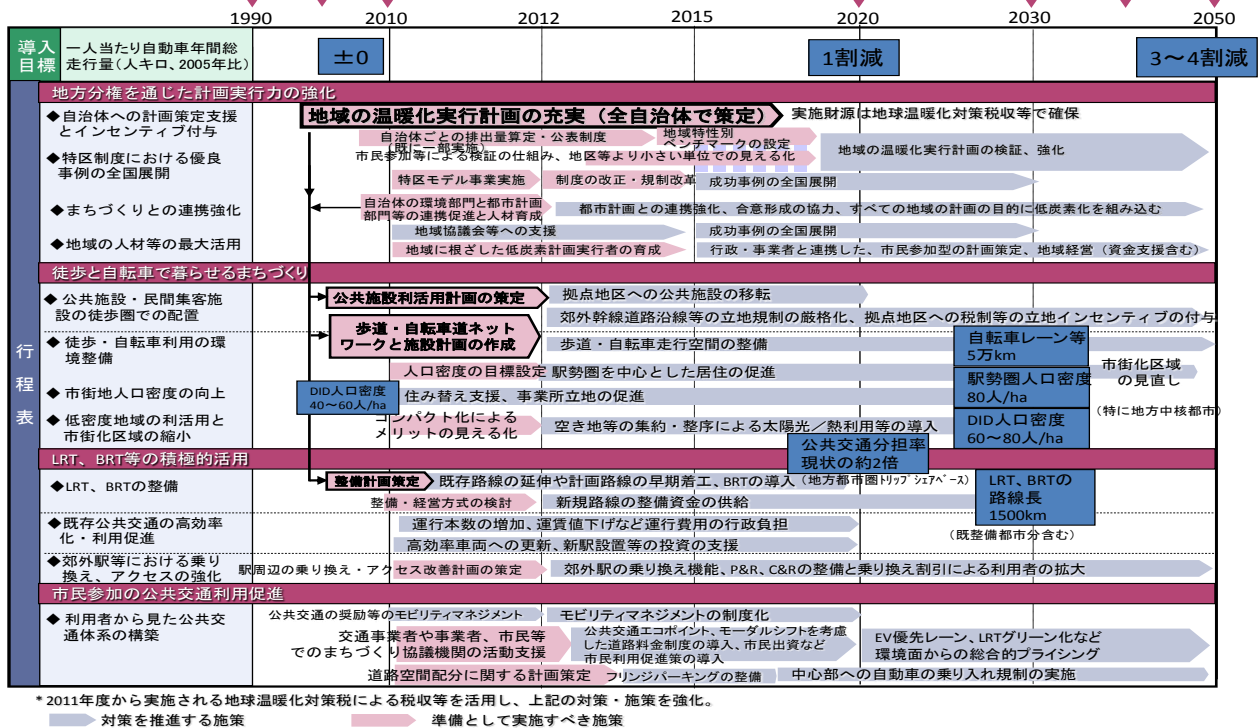 1990 2010 2012 2015 2020 2030 2050
導入
目標
一人当たり自動車年間総
走行量(人キロ、2005年比)
±0
1割減
3～4割減
行程表
地方分権を通じた計画実行力の強化
◆自治体への計画策定支援
とインセンティブ付与
地域の温暖化実行計画の充実（全自治体で策定）
実施財源は地球温暖化対策税収等で確保
自治体ごとの排出量算定・公表制度
(既に一部実施)
地域特性別
ベンチマークの設定
市民参加等による検証の仕組み、地区等より小さい単位での見える化
地域の温暖化実行計画の検証、強化
◆特区制度における優良
事例の全国展開
特区モデル事業実施
制度の改正・規制改革
成功事例の全国展開
◆まちづくりとの連携強化
自治体の環境部門と都市計画
部門等の連携促進と人材育成
都市計画との連携強化、合意形成の協力、すべての地域の計画の目的に低炭素化を組み込む
◆地域の人材等の最大活用
地域協議会等への支援
成功事例の全国展開
地域に根ざした低炭素計画実行者の育成
行政・事業者と連携した、市民参加型の計画策定、地域経営（資金支援含む）
徒歩と自転車で暮らせるまちづくり
◆公共施設・民間集客施
設の徒歩圏での配置
公共施設利活用計画の策定
拠点地区への公共施設の移転
郊外幹線道路沿線等の立地規制の厳格化、拠点地区への税制等の立地インセンティブの付与
◆徒歩・自転車利用の環
境整備
歩道・自転車道ネット
ワークと施設計画の作成
歩道・自転車走行空間の整備
自転車レーン等
5万km
◆市街地人口密度の向上
人口密度の目標設定
駅勢圏を中心とした居住の促進
駅勢圏人口密度
80人/ha
市街化区域
の見直し
(特に地方中核都市)
DID人口密度
40～60人/ha
住み替え支援、事業所立地の促進
◆低密度地域の利活用と
市街化区域の縮小
コンパクト化による
メリットの見える化
空き地等の集約・整序による太陽光／熱利用等の導入
DID人口密度
60～80人/ha
公共交通分担率
現状の約2倍
(地方都市圏トリップシェアベース)
LRT、BRT等の積極的活用
◆LRT、BRTの整備
整備計画策定
既存路線の延伸や計画路線の早期着工、BRTの導入
整備・経営方式の検討
新規路線の整備資金の供給
LRT、BRTの
路線長
1500km
(既整備都市分含む)
◆既存公共交通の高効率
化・利用促進
運行本数の増加、運賃値下げなど運行費用の行政負担
高効率車両への更新、新駅設置等の投資の支援
◆郊外駅等における乗り
換え、アクセスの強化
駅周辺の乗り換え・アクセス改善計画の策定
郊外駅の乗り換え機能、P&R、C&Rの整備と乗り換え割引による利用者の拡大
市民参加の公共交通利用促進
◆利用者から見た公共交
通体系の構築
公共交通の奨励等のモビリティマネジメント
モビリティマネジメントの制度化
交通事業者や事業者、市民等
でのまちづくり協議機関の活動支援
公共交通エコポイント、モーダルシフトを考慮
した道路料金制度の導入、市民出資など
市民利用促進策の導入
EV優先レーン、LRTグリーン化など
環境面からの総合的プライシング
道路空間配分に関する計画策定
フリンジパーキングの整備
中心部への自動車の乗り入れ規制の実施
*2011年度から実施される地球温暖化対策税による税収等を活用し、上記の対策・施策を強化。
対策を推進する施策
準備として実施すべき施策